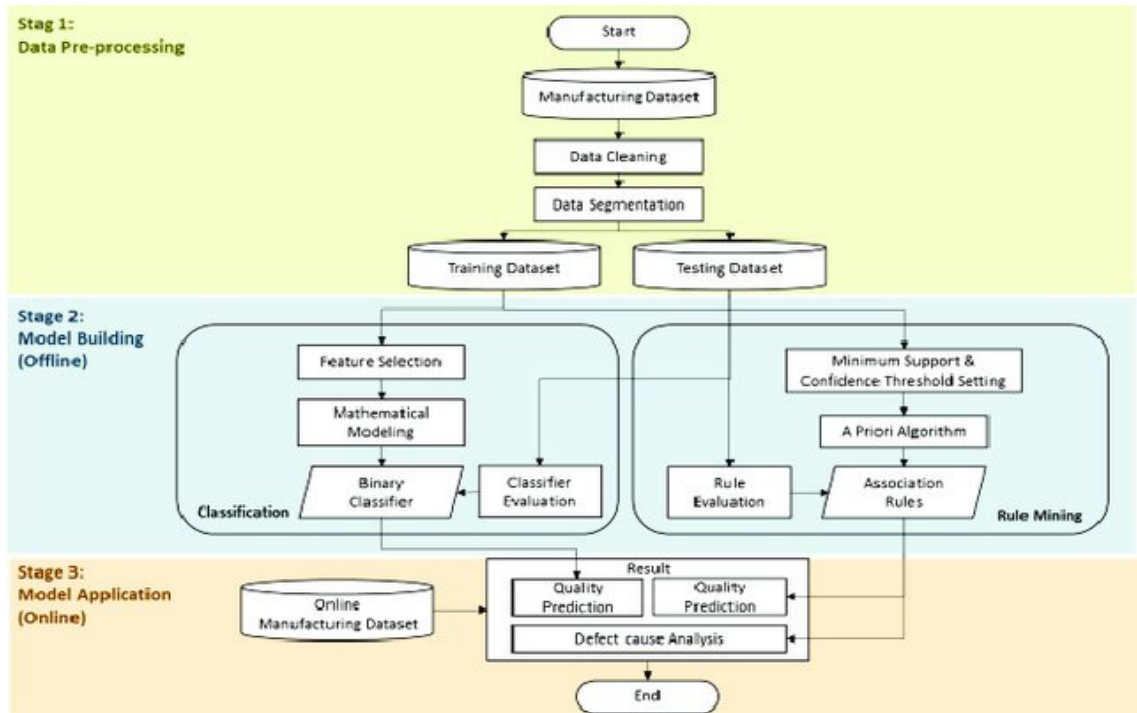 Stag 1:
Data Pre-processing
Start
Manufacturing Dataset
Data Cleaning
Data Segmentation
Training Dataset
Testing Dataset
Stage 2:
Model Building
(Offline)
Feature Selection
Mathematical
Modeling
Binary
Classifier
Classifier
Evaluation
Classification
Minimum Support &
Confidence Threshold Setting
A Priori Algorithm
Rule
Evaluation
Association
Rules
Rule Mining
Stage 3:
Model Application
(Online)
Online
Manufacturing Dataset
Result
Quality
Prediction
Quality
Prediction
Defect cause Analysis
End